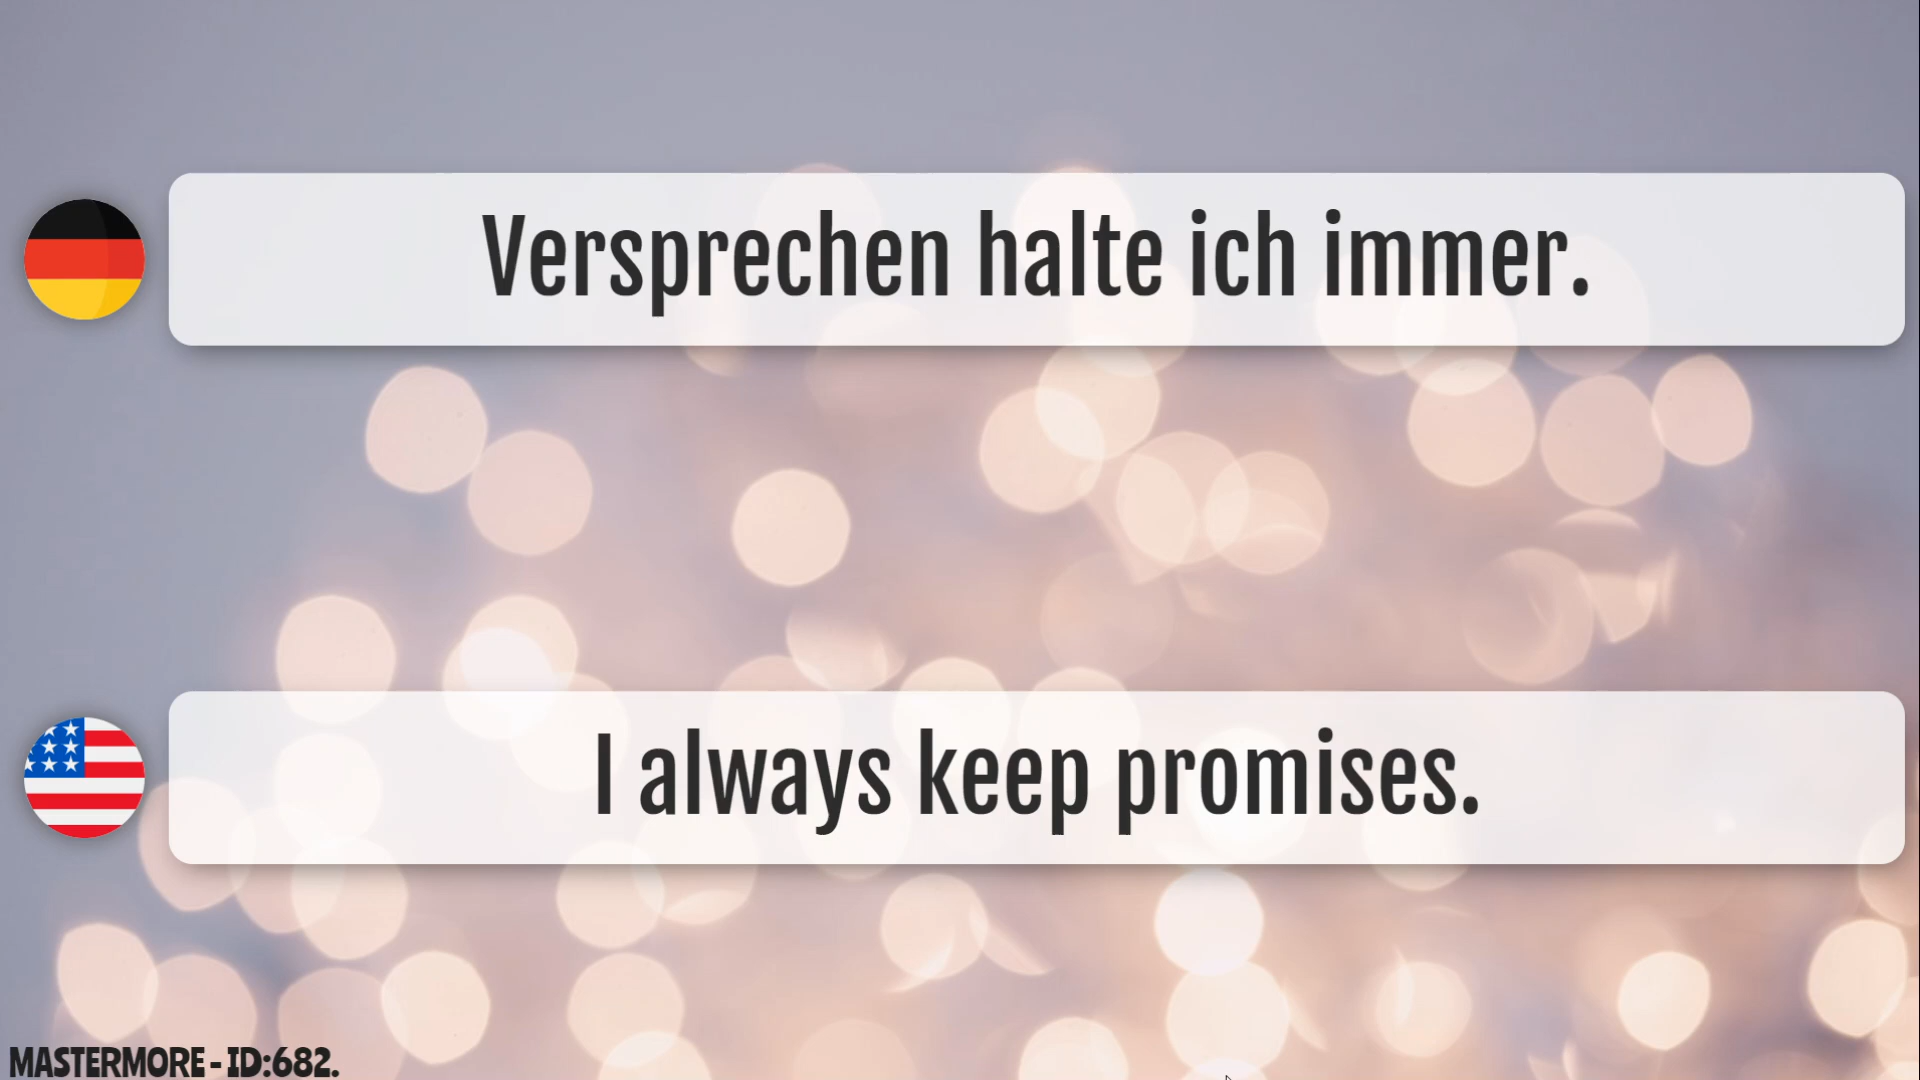 Versprechen halte ich immer.
I always keep promises.
MASTERMORE - ID:682.